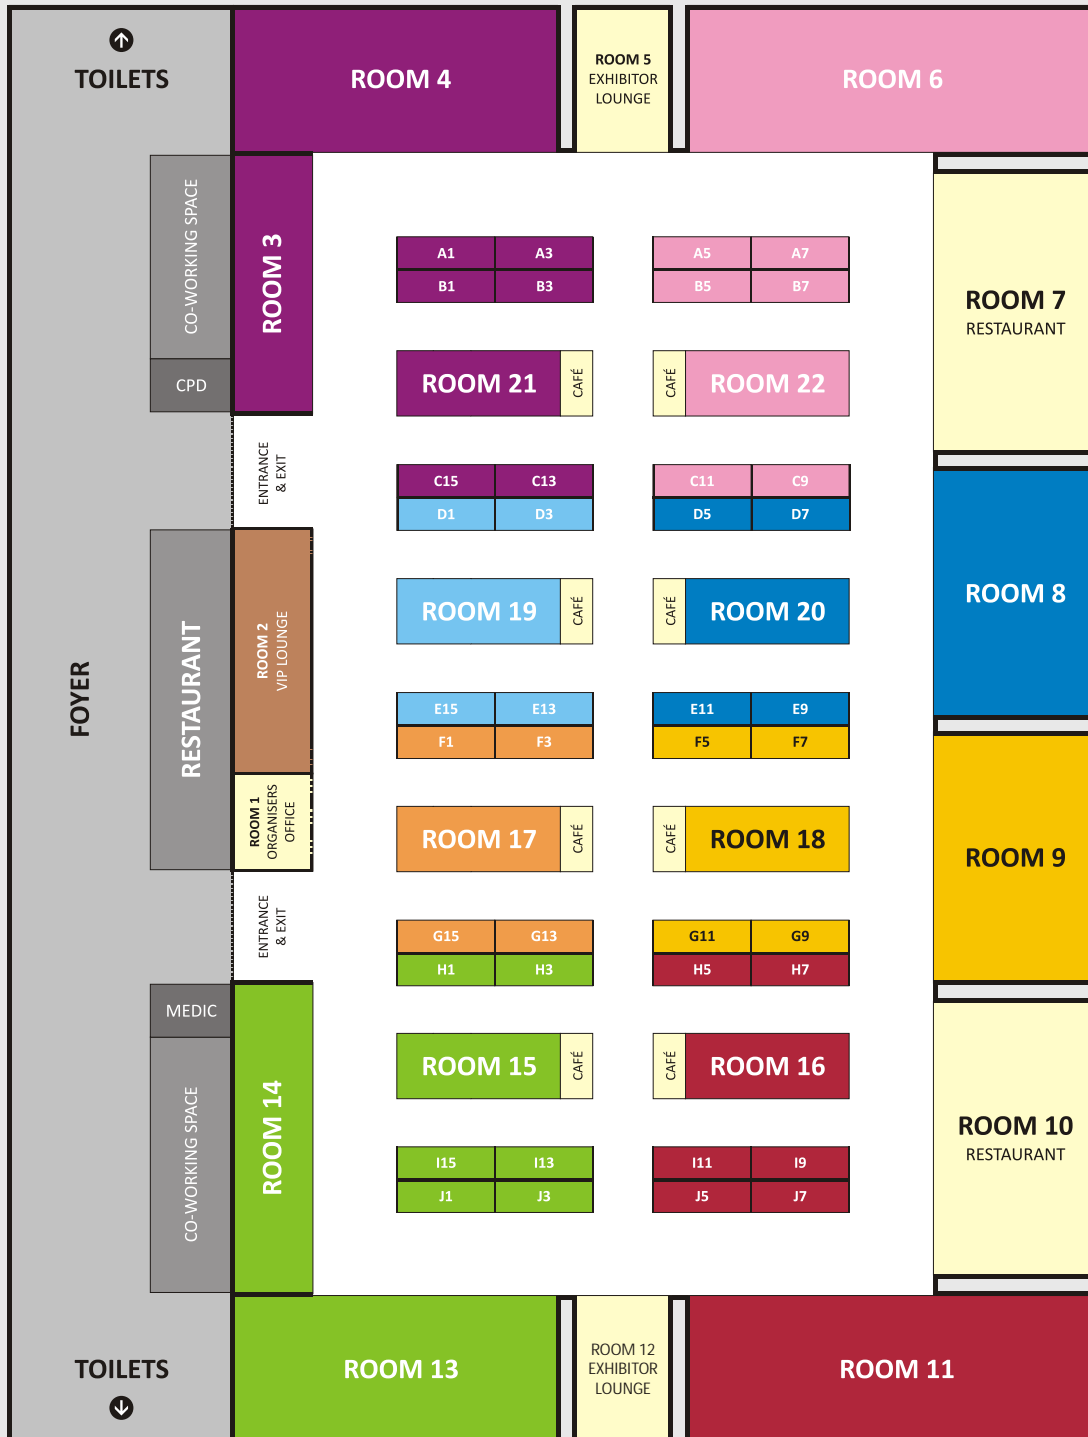 TOILETS
ROOM 4
ROOM 5
EXHIBITOR
LOUNGE
ROOM 6
CO-WORKING SPACE
CPD
ROOM 3
A1
A3
B1
B3
A5
A7
B5
B7
ROOM 7
RESTAURANT
ROOM 21
CAFÉ
CAFÉ
ROOM 22
ENTRANCE
& EXIT
C15
C13
D1
D3
C11
C9
D5
D7
ROOM 8
FOYER
RESTAURANT
ROOM 2
VIP LOUNGE
ROOM 19
CAFÉ
CAFÉ
ROOM 20
E15
E13
F1
F3
E11
E9
F5
F7
ROOM 1
ORGANISERS
OFFICE
ROOM 17
CAFÉ
CAFÉ
ROOM 18
ROOM 9
ENTRANCE
& EXIT
G15
G13
H1
H3
G11
G9
H5
H7
MEDIC
CO-WORKING SPACE
ROOM 14
ROOM 15
CAFÉ
CAFÉ
ROOM 16
ROOM 10
RESTAURANT
I15
I13
J1
J3
I11
I9
J5
J7
TOILETS
ROOM 13
ROOM 12
EXHIBITOR
LOUNGE
ROOM 11